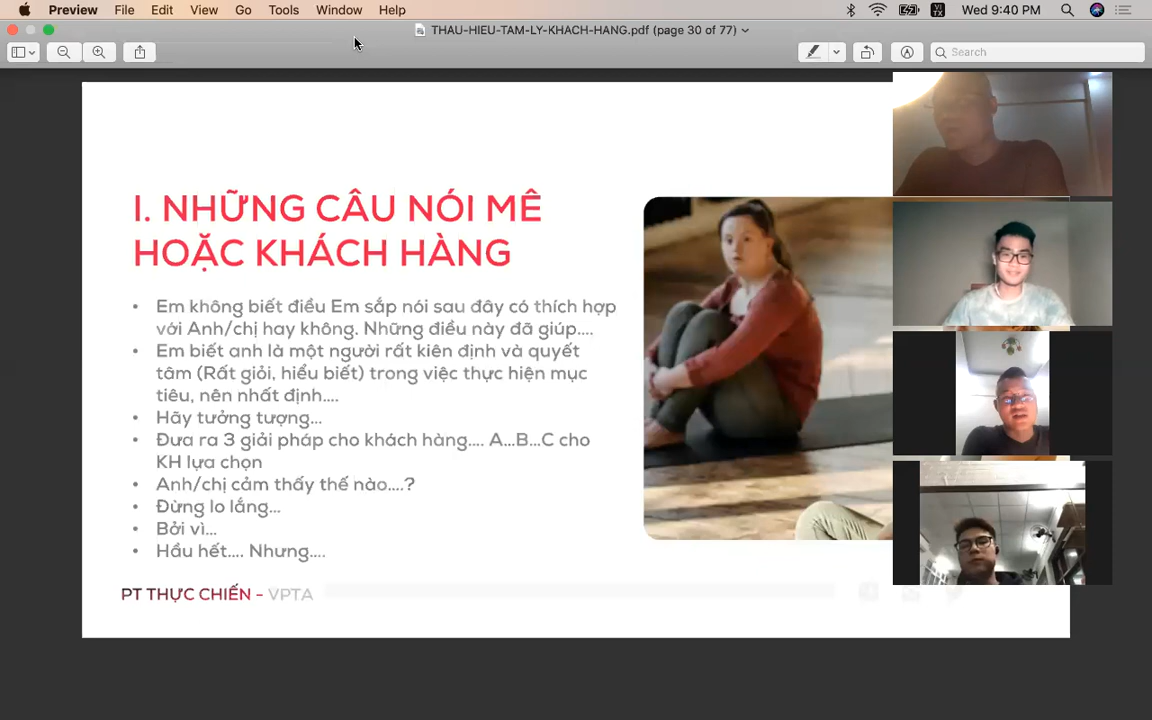 Preview File Edit View Go Tools Window Help
Wed 9:40 PM
THAU-HIEU-TAM-LY-KHACH-HANG.pdf (page 30 of 77)
Search
I. NHỮNG CÂU NÓI MÊ
HOẶC KHÁCH HÀNG
• Em không biết điều Em sắp nói sau đây có thích hợp
với Anh/chị hay không. Những điều này đã giúp....
• Em biết anh là một người rất kiên định và quyết
tâm (Rất giỏi, hiểu biết) trong việc thực hiện mục
tiêu, nên nhất định....
• Hãy tưởng tượng...
• Đưa ra 3 giải pháp cho khách hàng.... A...B...C cho
KH lựa chọn
• Anh/chị cảm thấy thế nào....?
• Đừng lo lắng...
• Bởi vì...
• Hầu hết.... Nhưng....
PT THỰC CHIẾN - VPTA